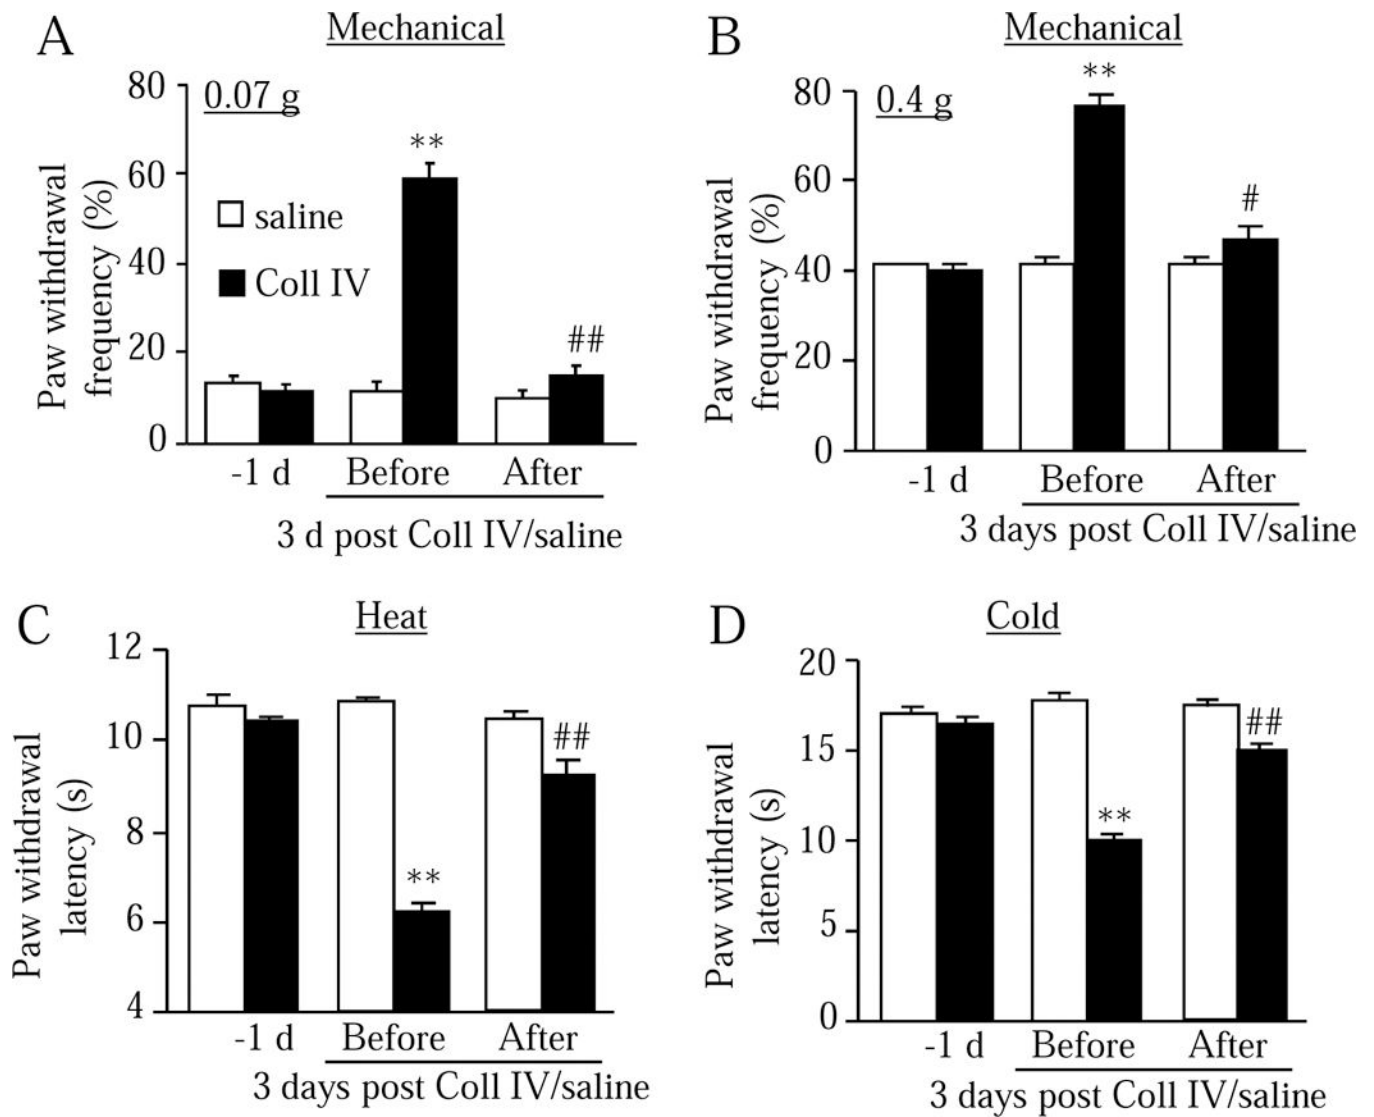 A
Mechanical
80
0.07 g
**
60
saline
40
Coll IV
20
##
0
Paw withdrawal
frequency (%)
-1 d
Before
After
3 d post Coll IV/saline
B
Mechanical
**
80
0.4 g
60
#
40
20
0
Paw withdrawal
frequency (%)
-1 d
Before
After
3 days post Coll IV/saline
C
Heat
12
10
##
8
**
6
4
Paw withdrawal
latency (s)
-1 d
Before
After
3 days post Coll IV/saline
D
Cold
20
##
15
**
10
5
0
Paw withdrawal
latency (s)
-1 d
Before
After
3 days post Coll IV/saline